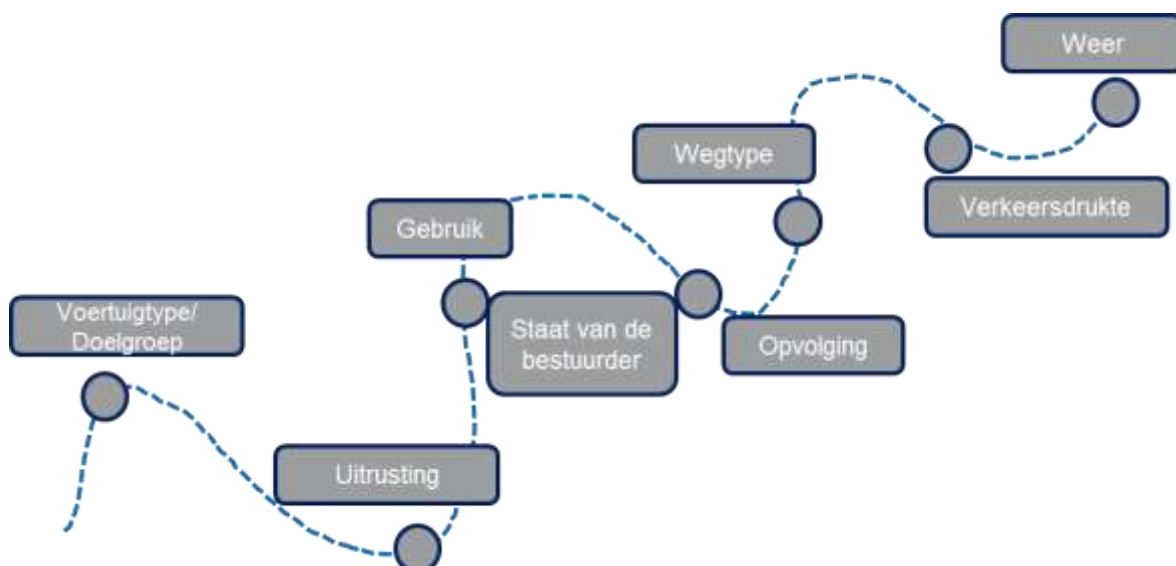 Weer
Wegtype
Verkeersdrukte
Gebruik
Voertuigtype/
Doelgroep
Staat van de
bestuurder
Opvolging
Uitrusting